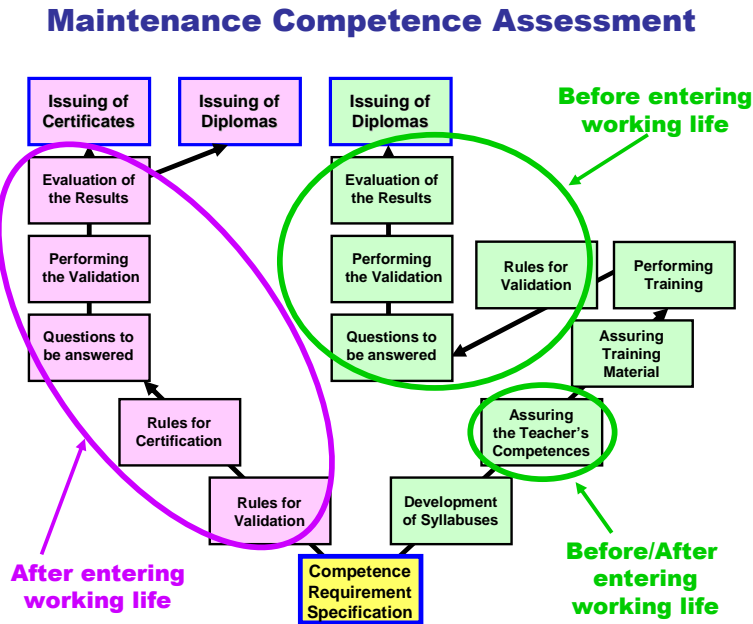 Maintenance Competence Assessment
Issuing of
Certificates
Issuing of
Diplomas
Issuing of
Diplomas
Before entering
working life
Evaluation of
the Results
Evaluation of
the Results
Performing
the Validation
Performing
the Validation
Rules for
Validation
Performing
Training
Questions to
be answered
Questions to
be answered
Assuring
Training
Material
Rules for
Certification
Assuring
the Teacher's
Competences
Rules for
Validation
Development
of Syllabuses
After entering
working life
Competence
Requirement
Specification
Before/After
entering
working life